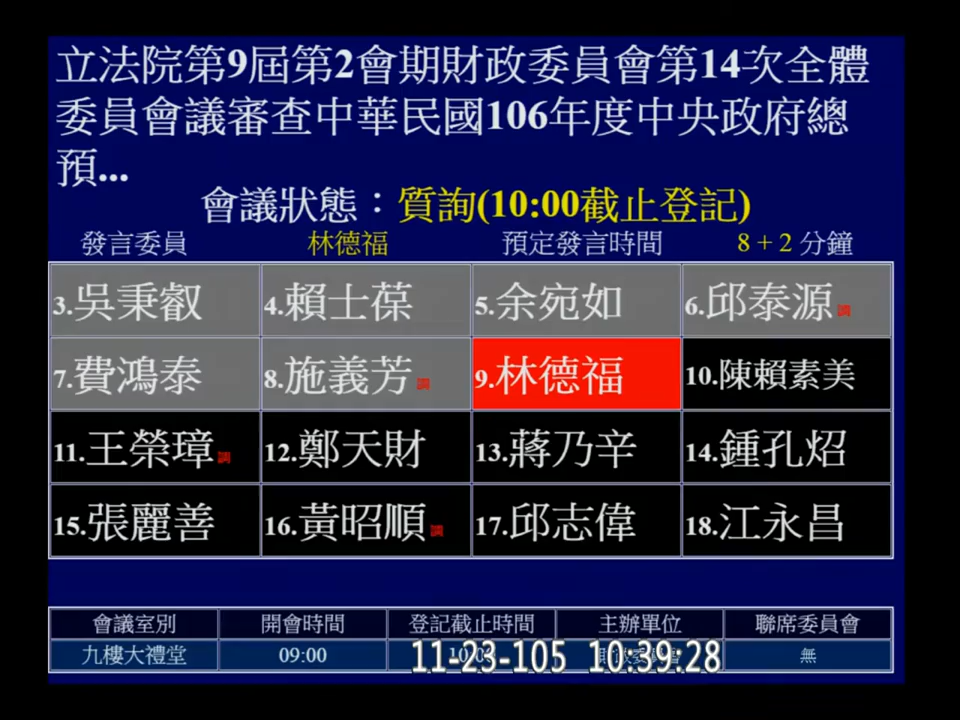 立法院第9屆第2會期財政委員會第14次全體
委員會議審查中華民國106年度中央政府總
預...
會議狀態：質詢(10:00截止登記)
發言委員 林德福 預定發言時間 8 + 2 分鐘
3.吳秉叡 4.賴士葆 5.余宛如 6.邱泰源調
7.費鴻泰 8.施義芳調 9.林德福 10.陳賴素美
11.王榮璋調 12.鄭天財 13.蔣乃辛 14.鍾孔炤
15.張麗善 16.黃昭順調 17.邱志偉 18.江永昌
會議室別 開會時間 登記截止時間 主辦單位 聯席委員會
九樓大禮堂 09:00 無
11-23-105 10:39:28